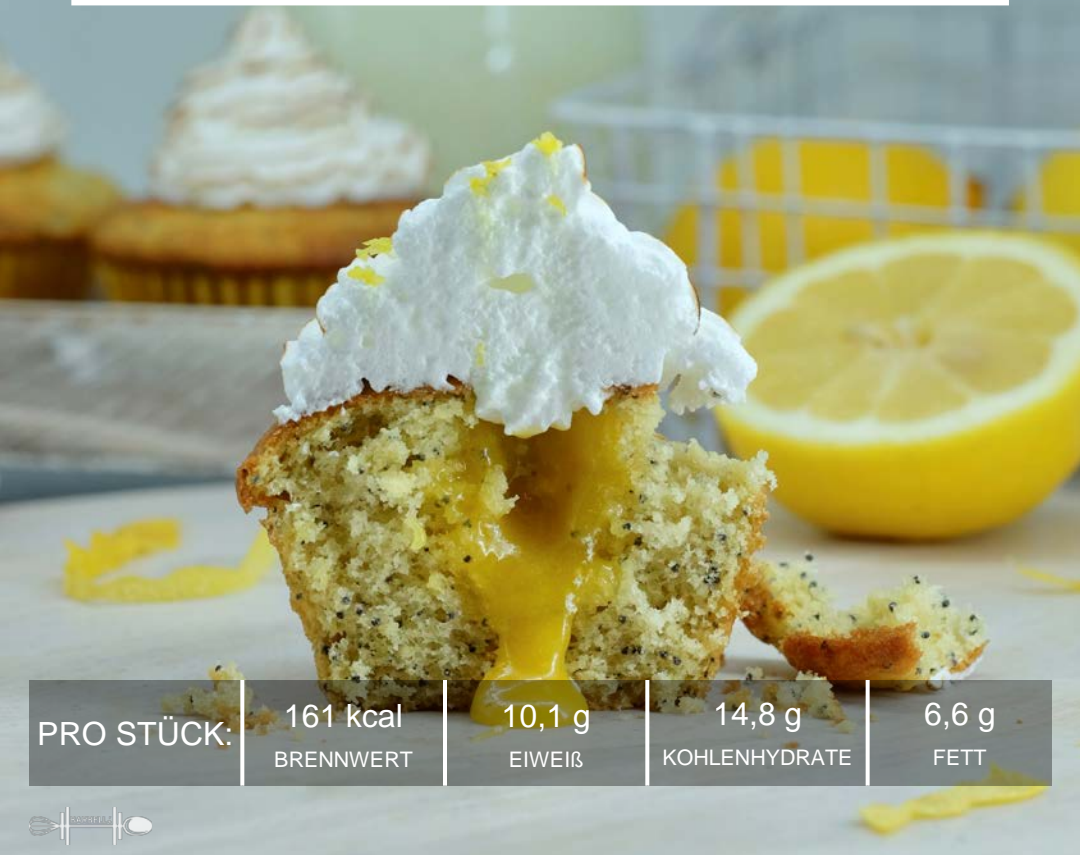 PRO STÜCK:
161 kcal
BRENNWERT
10,1 g
EIWEIß
14,8 g
KOHLENHYDRATE
6,6 g
FETT